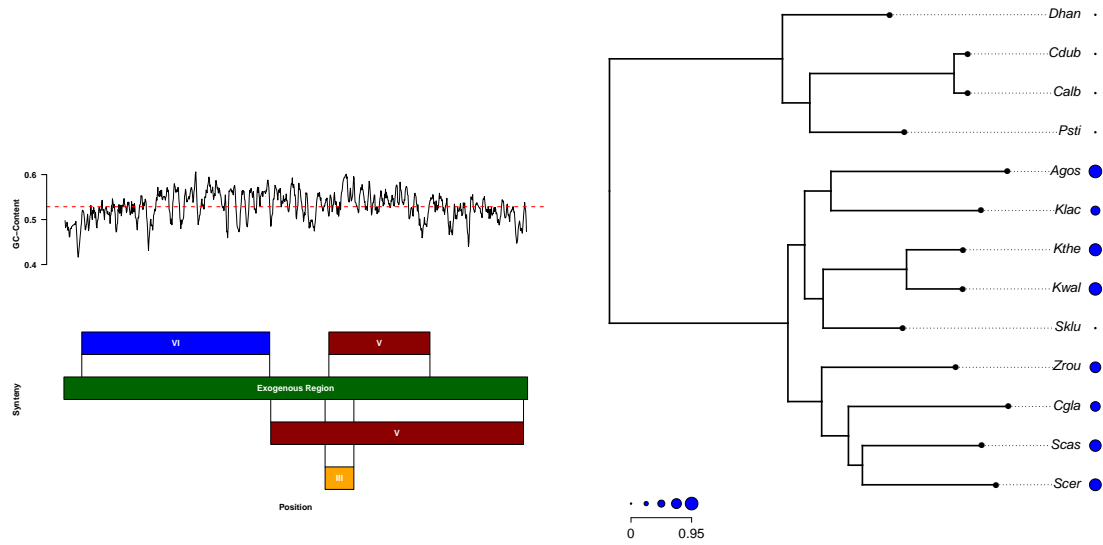 0.6
0.5
0.4
GC−Content
VI
V
Exogenous Region
V
III
Synteny
Position
Dhan
Cdub
Calb
Psti
Agos
Klac
Kthe
Kwal
Sklu
Zrou
Cgla
Scas
Scer
0 0.95